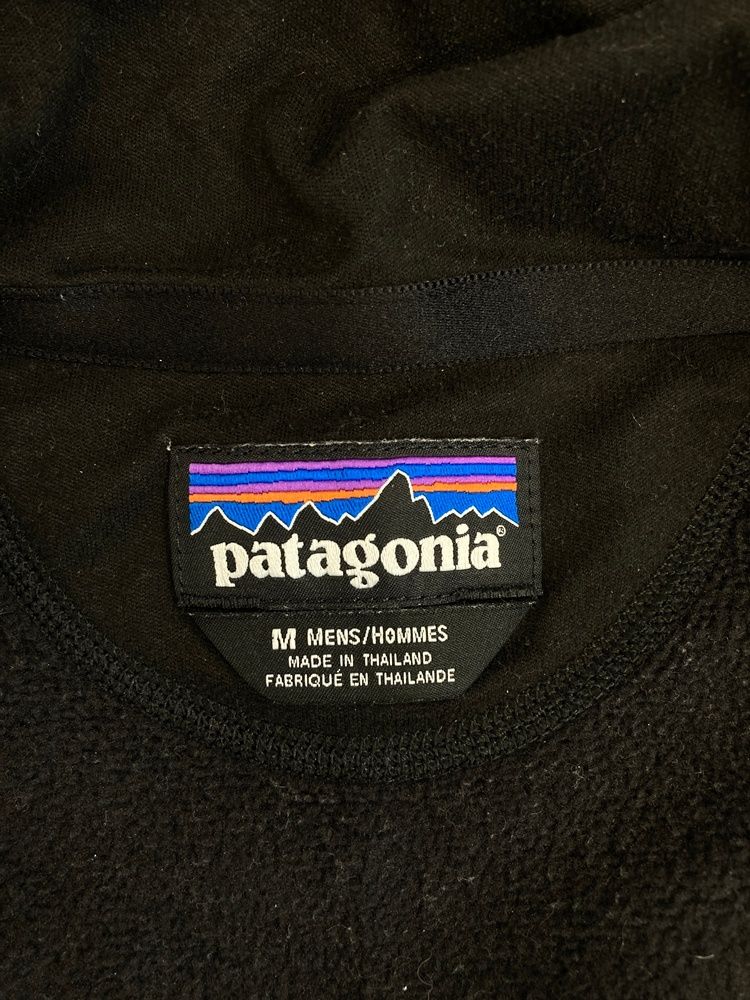 patagonia®
M MENS/HOMMES
MADE IN THAILAND
FABRIQUÉ EN THAILANDE